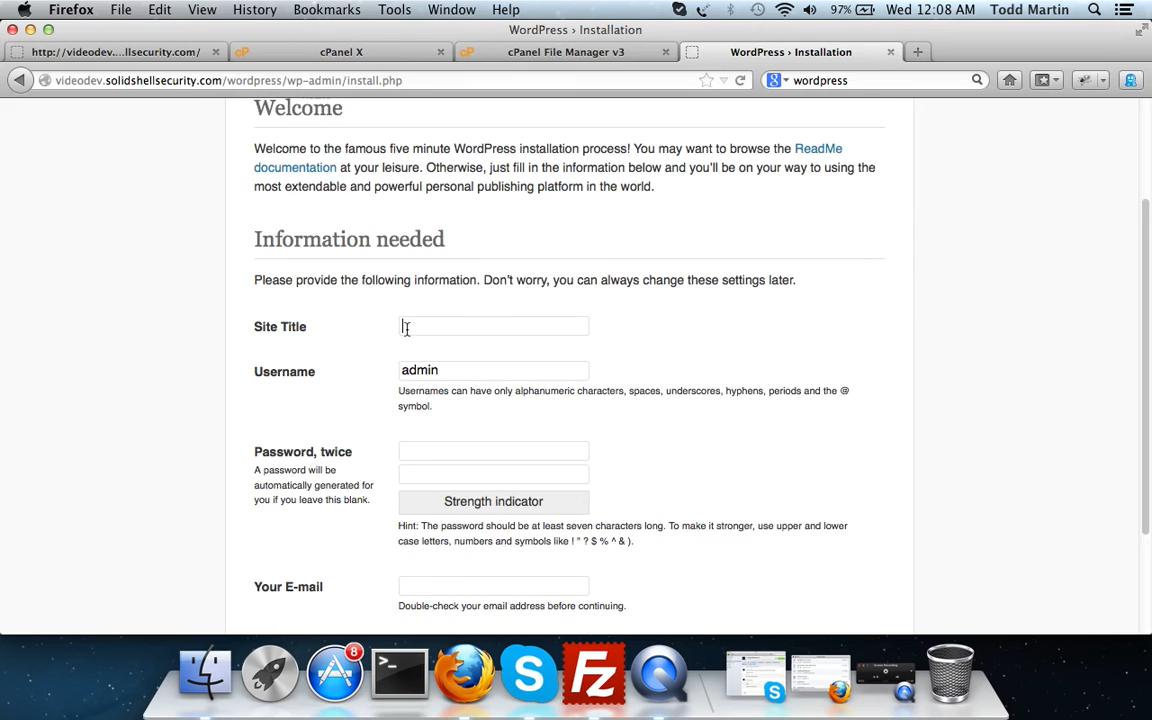 Firefox File Edit View History Bookmarks Tools Window Help 97% Wed 12:08 AM Todd Martin
WordPress › Installation
http://videodev....llsecurity.com/ cPanel X cPanel File Manager v3 WordPress › Installation
videodev.solidshellsecurity.com/wordpress/wp-admin/install.php wordpress
Welcome
Welcome to the famous five minute WordPress installation process! You may want to browse the ReadMe
documentation at your leisure. Otherwise, just fill in the information below and you'll be on your way to using the
most extendable and powerful personal publishing platform in the world.
Information needed
Please provide the following information. Don't worry, you can always change these settings later.
Site Title
Username admin
Usernames can have only alphanumeric characters, spaces, underscores, hyphens, periods and the @
symbol.
Password, twice
A password will be
automatically generated for
you if you leave this blank.
Strength indicator
Hint: The password should be at least seven characters long. To make it stronger, use upper and lower
case letters, numbers and symbols like ! " ? $ % ^ & ).
Your E-mail
Double-check your email address before continuing.
8